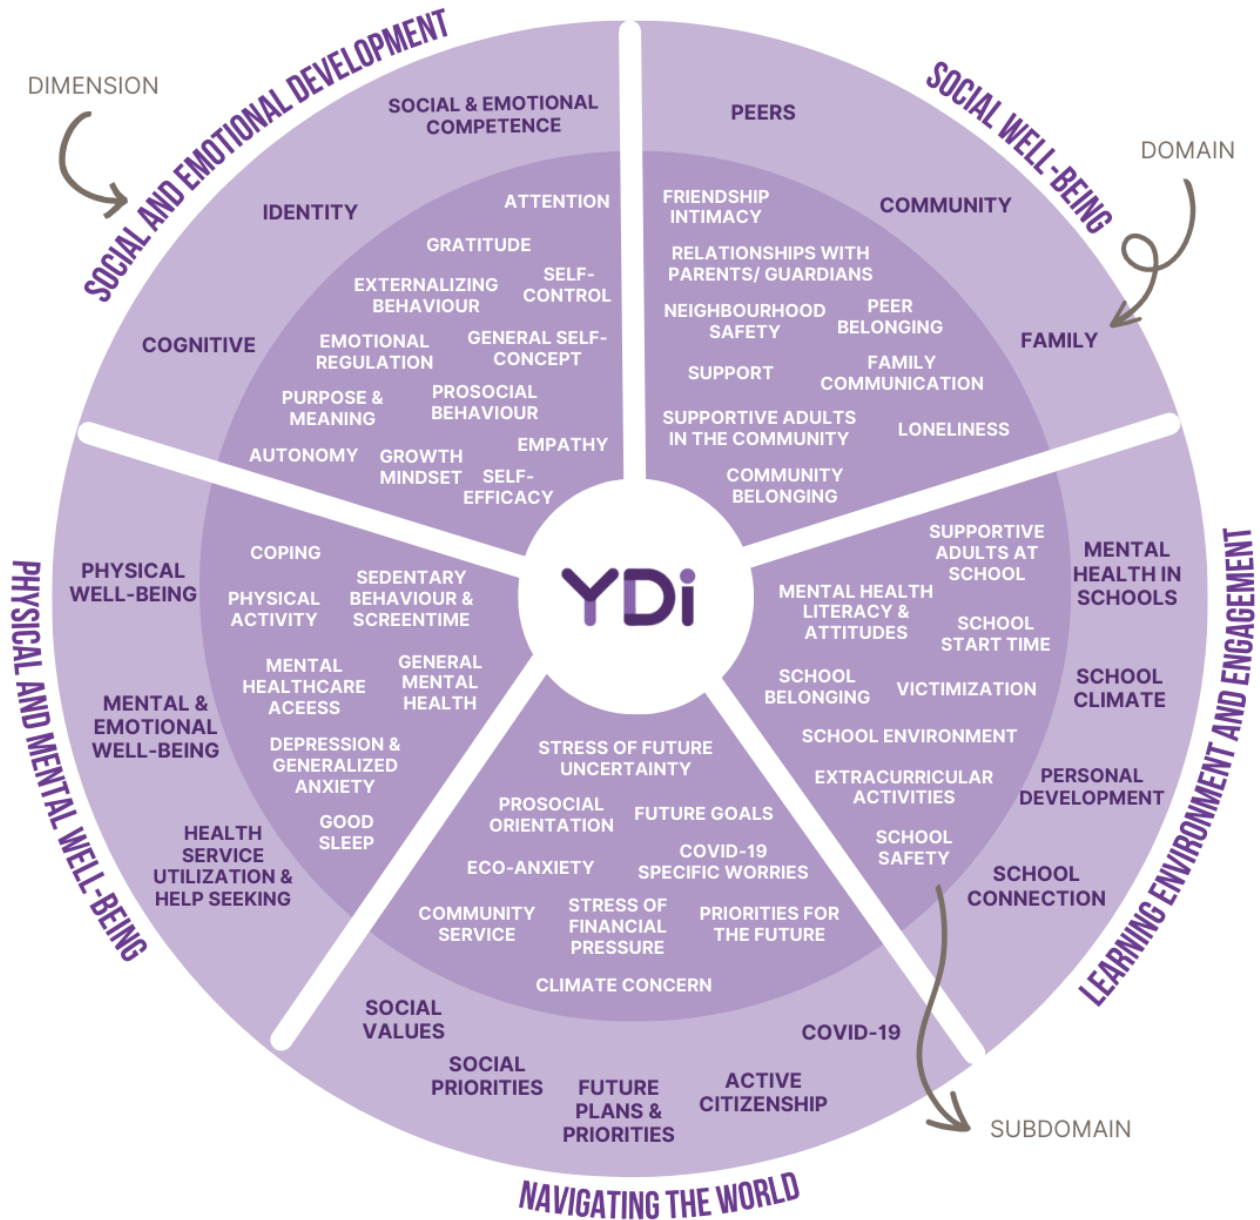 DIMENSION
SOCIAL AND EMOTIONAL DEVELOPMENT
SOCIAL & EMOTIONAL
COMPETENCE
IDENTITY
COGNITIVE
ATTENTION
GRATITUDE
EXTERNALIZING
BEHAVIOUR
SELF-
CONTROL
EMOTIONAL
REGULATION
GENERAL SELF-
CONCEPT
PURPOSE &
MEANING
PROSOCIAL
BEHAVIOUR
AUTONOMY
GROWTH
MINDSET
EMPATHY
SELF-
EFFICACY
SOCIAL WELL-BEING
DOMAIN
PEERS
COMMUNITY
FAMILY
FRIENDSHIP
INTIMACY
RELATIONSHIPS WITH
PARENTS/ GUARDIANS
NEIGHBOURHOOD
SAFETY
PEER
BELONGING
SUPPORT
FAMILY
COMMUNICATION
SUPPORTIVE ADULTS
IN THE COMMUNITY
LONELINESS
COMMUNITY
BELONGING
YDi
PHYSICAL AND MENTAL WELL-BEING
PHYSICAL
WELL-BEING
MENTAL &
EMOTIONAL
WELL-BEING
HEALTH
SERVICE
UTILIZATION &
HELP SEEKING
COPING
PHYSICAL
ACTIVITY
SEDENTARY
BEHAVIOUR &
SCREENTIME
MENTAL
HEALTHCARE
ACEESS
GENERAL
MENTAL
HEALTH
DEPRESSION &
GENERALIZED
ANXIETY
GOOD
SLEEP
LEARNING ENVIRONMENT AND ENGAGEMENT
SUPPORTIVE
ADULTS AT
SCHOOL
MENTAL HEALTH
LITERACY &
ATTITUDES
SCHOOL
START TIME
SCHOOL
BELONGING
VICTIMIZATION
SCHOOL ENVIRONMENT
EXTRACURRICULAR
ACTIVITIES
SCHOOL
SAFETY
MENTAL
HEALTH IN
SCHOOLS
SCHOOL
CLIMATE
PERSONAL
DEVELOPMENT
SCHOOL
CONNECTION
SUBDOMAIN
STRESS OF FUTURE
UNCERTAINTY
PROSOCIAL
ORIENTATION
FUTURE GOALS
ECO-ANXIETY
COVID-19
SPECIFIC WORRIES
COMMUNITY
SERVICE
STRESS OF
FINANCIAL
PRESSURE
PRIORITIES FOR
THE FUTURE
CLIMATE CONCERN
SOCIAL
VALUES
SOCIAL
PRIORITIES
FUTURE
PLANS &
PRIORITIES
ACTIVE
CITIZENSHIP
COVID-19
NAVIGATING THE WORLD